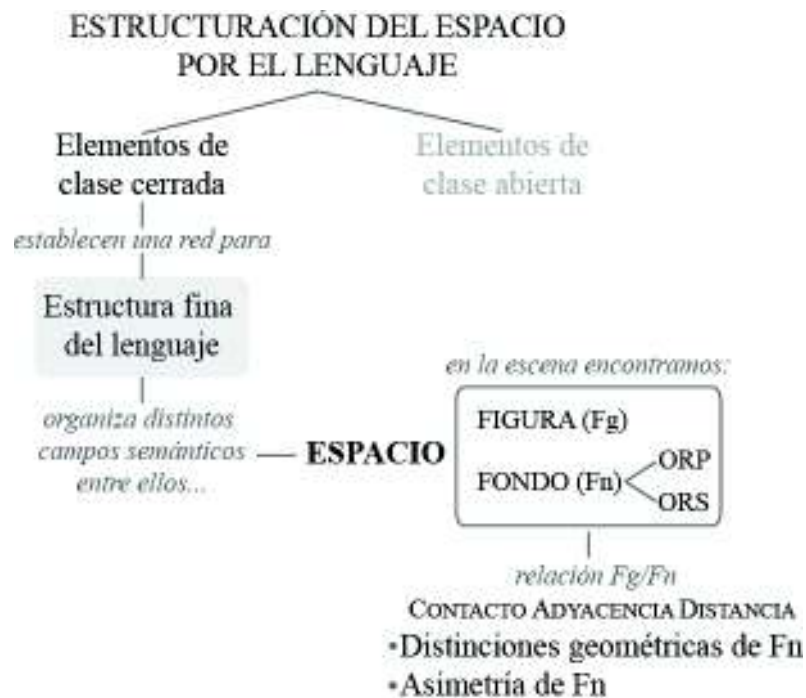 ESTRUCTURACIÓN DEL ESPACIO
POR EL LENGUAJE
Elementos de
clase cerrada
Elementos de
clase abierta
establecen una red para
Estructura fina
del lenguaje
organiza distintos
campos semánticos
entre ellos...
ESPACIO
en la escena encontramos:
FIGURA (Fg)
FONDO (Fn)
ORP
ORS
relación Fg/Fn
CONTACTO ADYACENCIA DISTANCIA
•Distinciones geométricas de Fn
•Asimetría de Fn